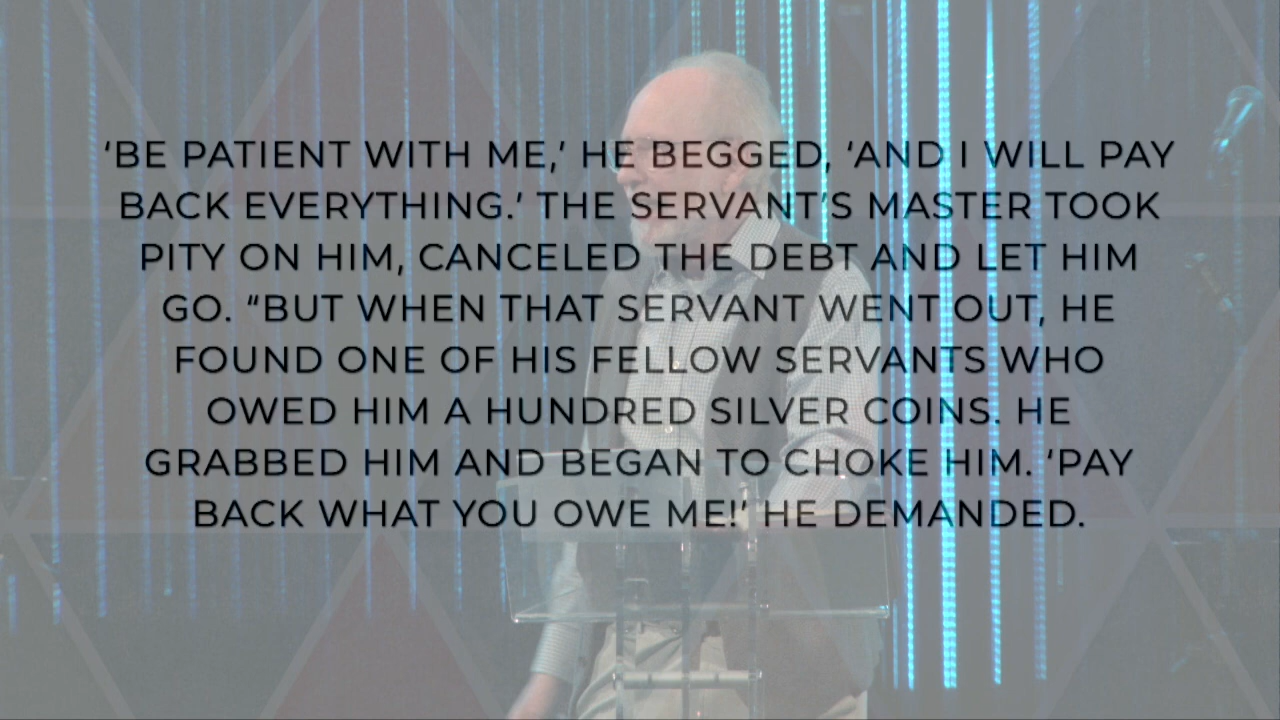 ‘BE PATIENT WITH ME,’ HE BEGGED, ‘AND I WILL PAY
BACK EVERYTHING.’ THE SERVANT’S MASTER TOOK
PITY ON HIM, CANCELED THE DEBT AND LET HIM
GO. “BUT WHEN THAT SERVANT WENT OUT, HE
FOUND ONE OF HIS FELLOW SERVANTS WHO
OWED HIM A HUNDRED SILVER COINS. HE
GRABBED HIM AND BEGAN TO CHOKE HIM. ‘PAY
BACK WHAT YOU OWE ME!’ HE DEMANDED.